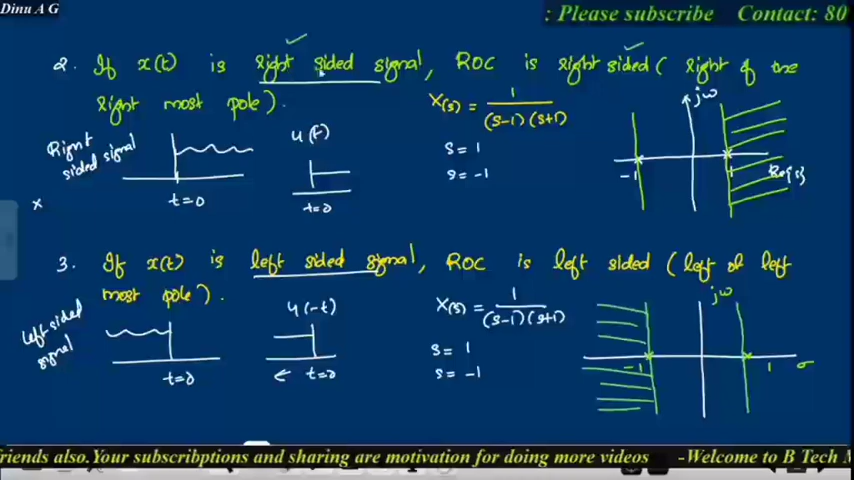 Dinu A G
: Please subscribe Contact: 80
2. If x(t) is right sided signal, ROC is right sided ( right of the
right most pole ).
X(s) = 1 / (s-1)(s+1)
jω
Right
sided signal
u(t)
s = 1
s = -1
-1
1
Re{s}
x
t=0
t=0
3. If x(t) is left sided signal, ROC is left sided ( left of left
most pole ).
jω
left sided
signal
u(-t)
X(s) = 1 / (s-1)(s+1)
s = 1
s = -1
-1
1
σ
t=0
← t=0
friends also.Your subscribptions and sharing are motivation for doing more videos -Welcome to B Tech M